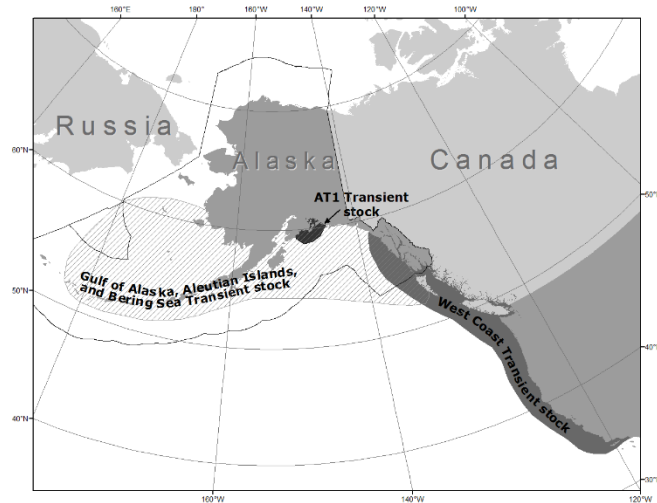 160°E
180°
160°W
140°W
120°W
120°W
100°W
Russia
Alaska
Canada
60°N
AT1 Transient
stock
50°N
Gulf of Alaska, Aleutian Islands,
and Bering Sea Transient stock
50°N
West Coast Transient stock
40°N
40°N
30°N
160°W
140°W
120°W